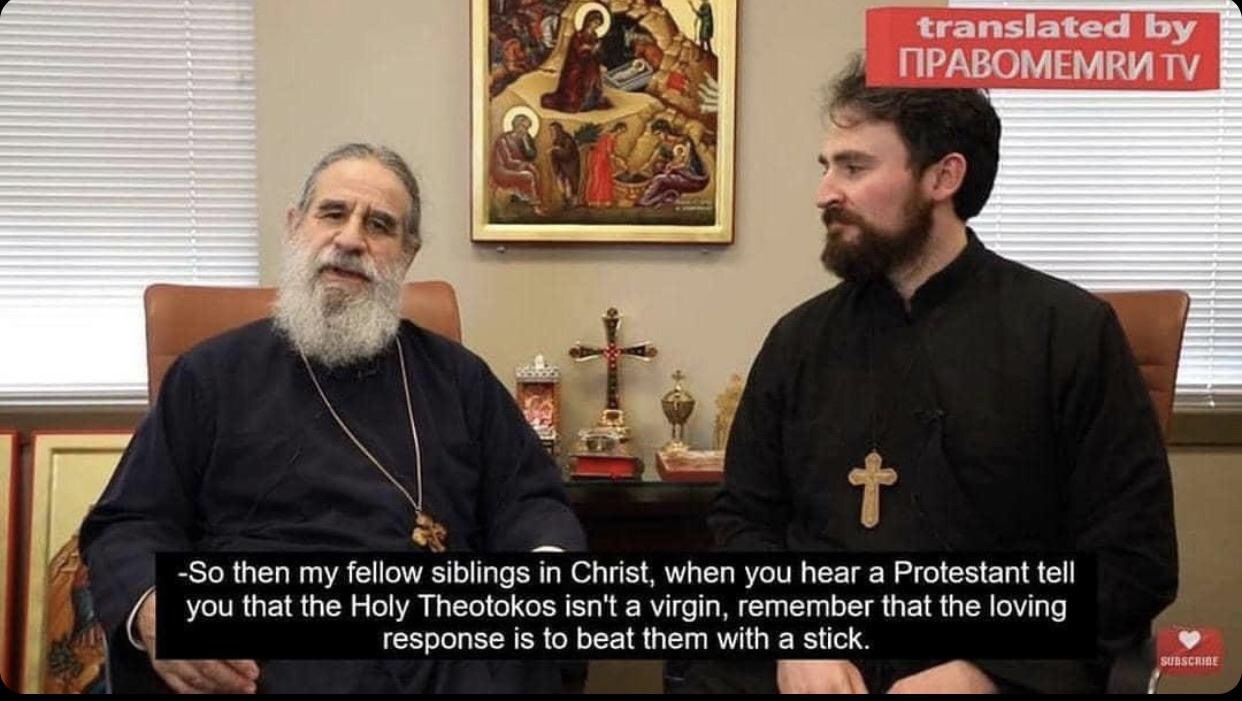 translated by
ПРАВОМЕМRИ TV
-So then my fellow siblings in Christ, when you hear a Protestant tell
you that the Holy Theotokos isn't a virgin, remember that the loving
response is to beat them with a stick.
SUBSCRIBE